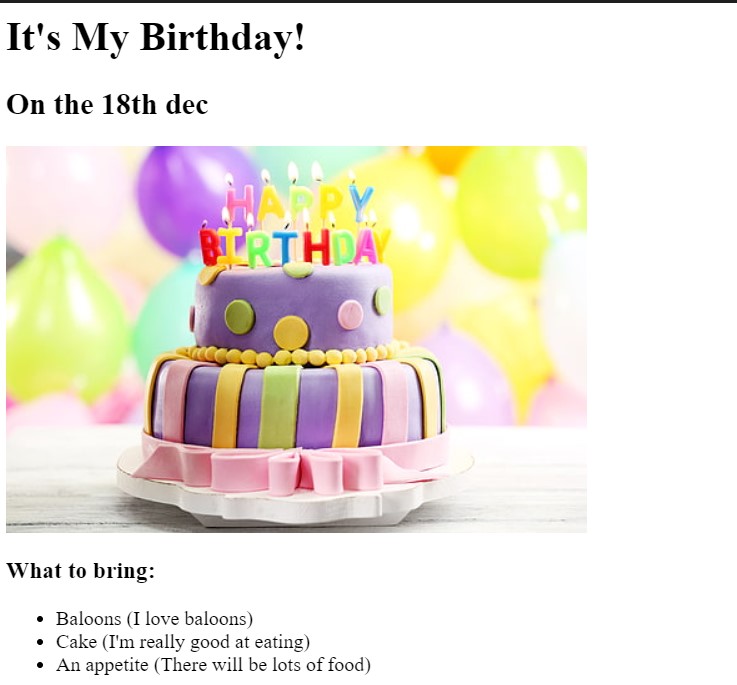 It's My Birthday!
On the 18th dec
HAPPY
BIRTHDAY
What to bring:
Baloons (I love baloons)
Cake (I'm really good at eating)
An appetite (There will be lots of food)